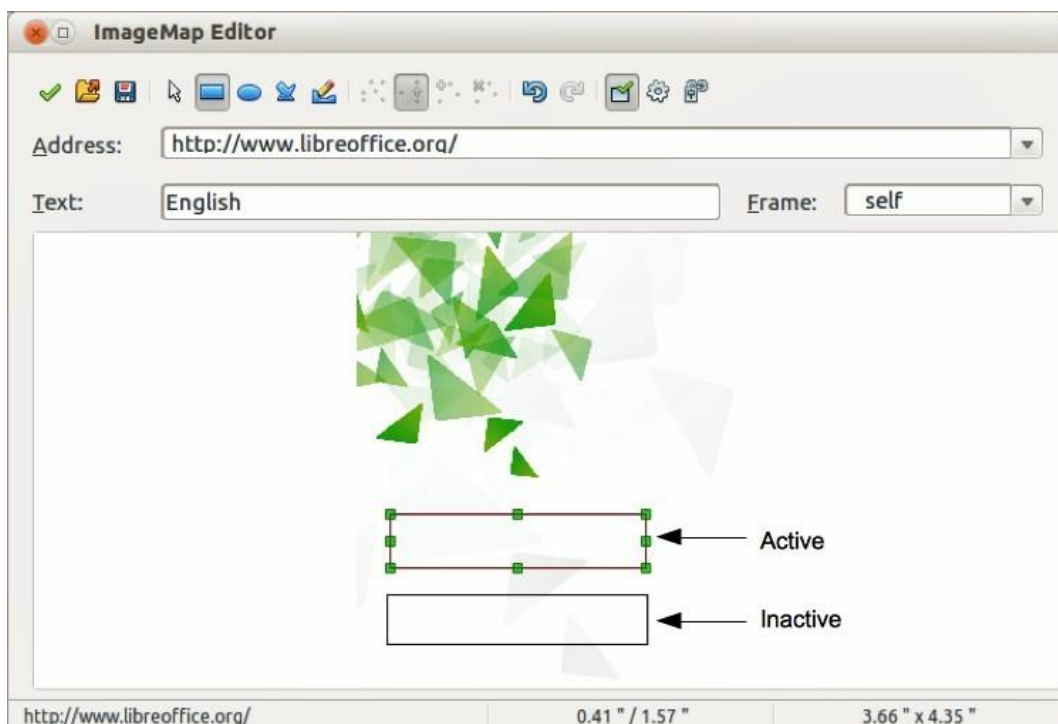 ImageMap Editor
Address: http://www.libreoffice.org/
Text: English Frame: self
Active
Inactive
http://www.libreoffice.org/ 0.41 " / 1.57 " 3.66 " x 4.35 "